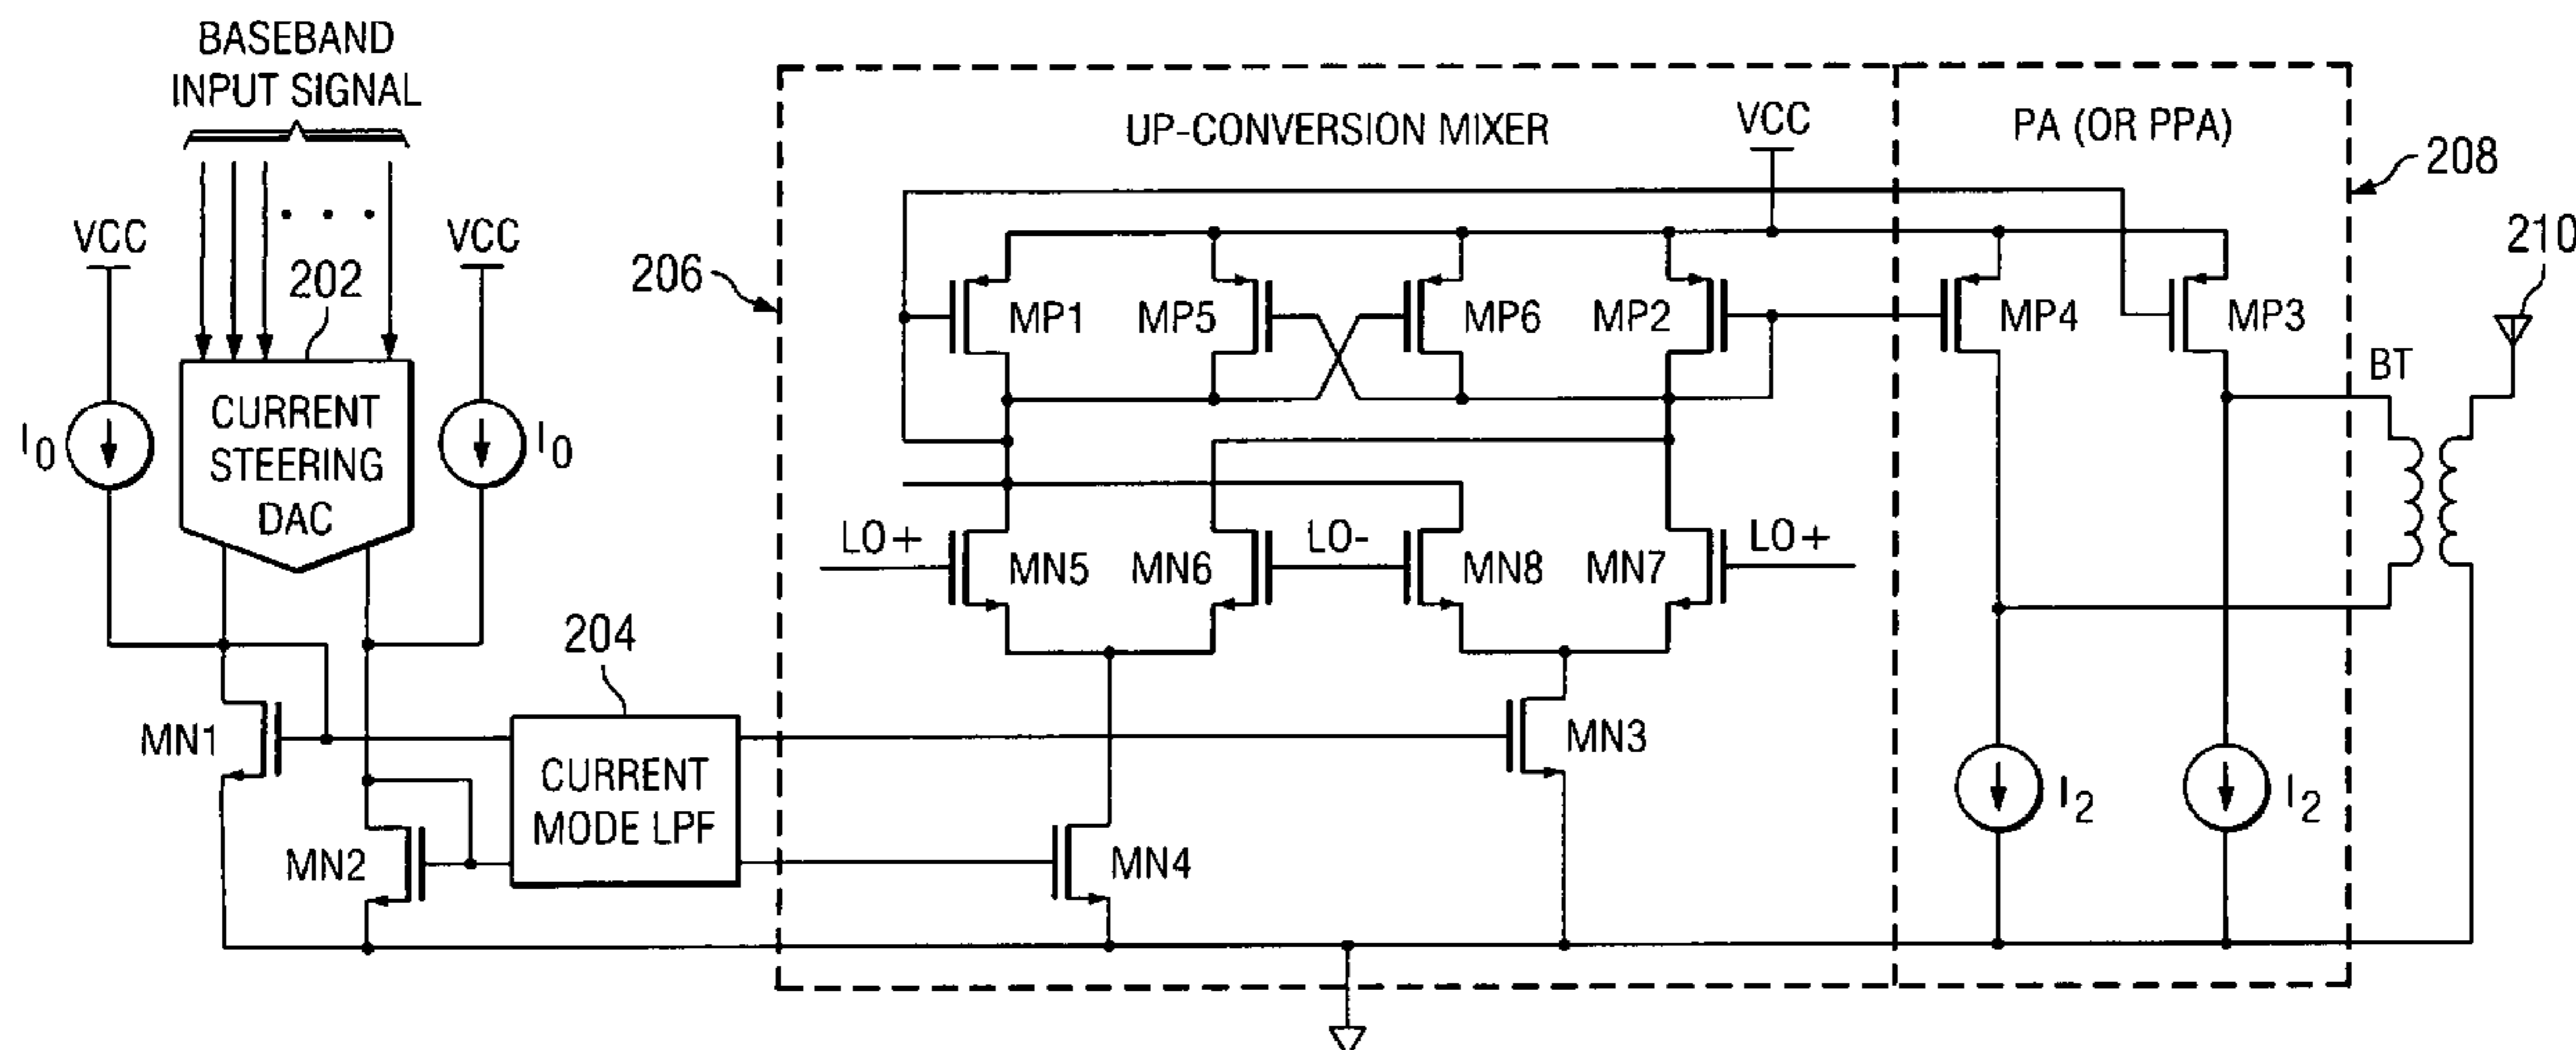 BASEBAND
INPUT SIGNAL
VCC
VCC
202
I0
I0
CURRENT
STEERING
DAC
204
MN1
MN2
CURRENT
MODE LPF
206
UP-CONVERSION MIXER
VCC
PA (OR PPA)
208
210
MP1
MP5
MP6
MP2
MP4
MP3
BT
LO+
MN5
MN6
LO-
MN8
MN7
LO+
MN3
MN4
I2
I2